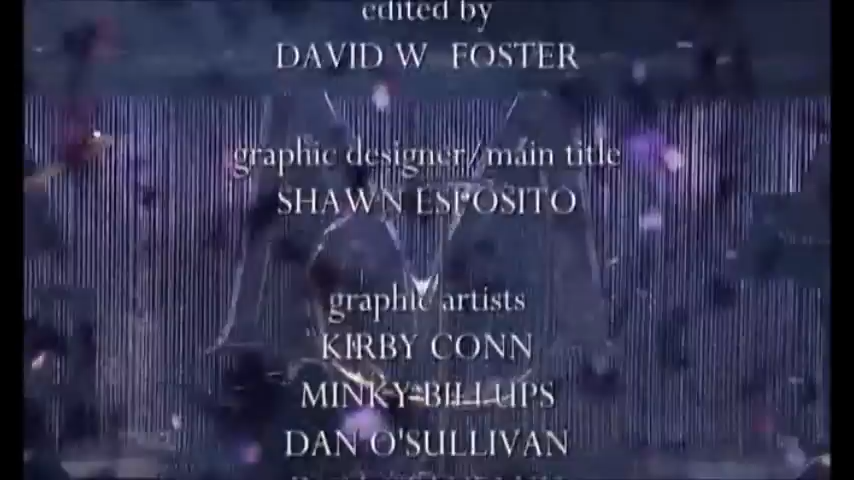 edited by
DAVID W FOSTER
graphic designer/main title
SHAWN ESPOSITO
graphic artists
KIRBY CONN
MINKY BILLUPS
DAN O'SULLIVAN